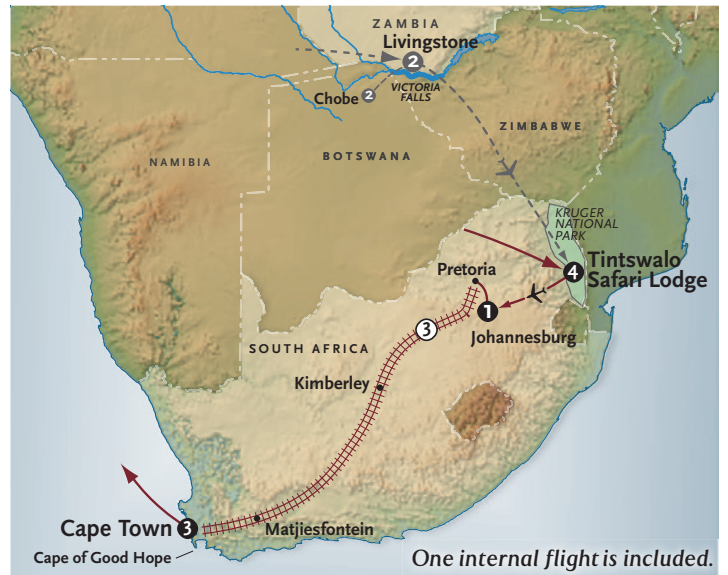 ZAMBIA
Livingstone
2
VICTORIA
FALLS
Chobe 2
ZIMBABWE
NAMIBIA
BOTSWANA
KRUGER
NATIONAL
PARK
Pretoria
4 Tintswalo
Safari Lodge
1
3
Johannesburg
SOUTH AFRICA
Kimberley
Cape Town 3
Matjiesfontein
Cape of Good Hope
One internal flight is included.